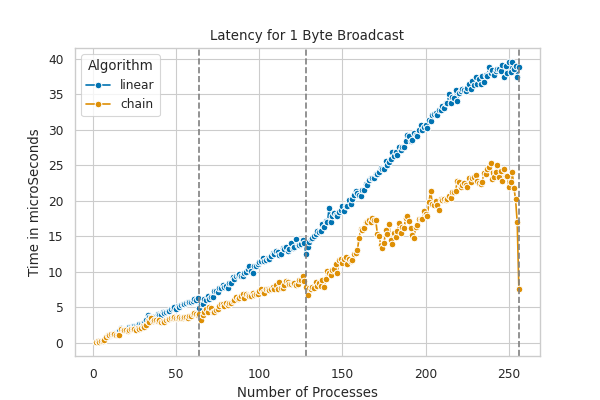 Latency for 1 Byte Broadcast
Algorithm
linear
chain
Time in microSeconds
40
35
30
25
20
15
10
5
0
0 50 100 150 200 250
Number of Processes